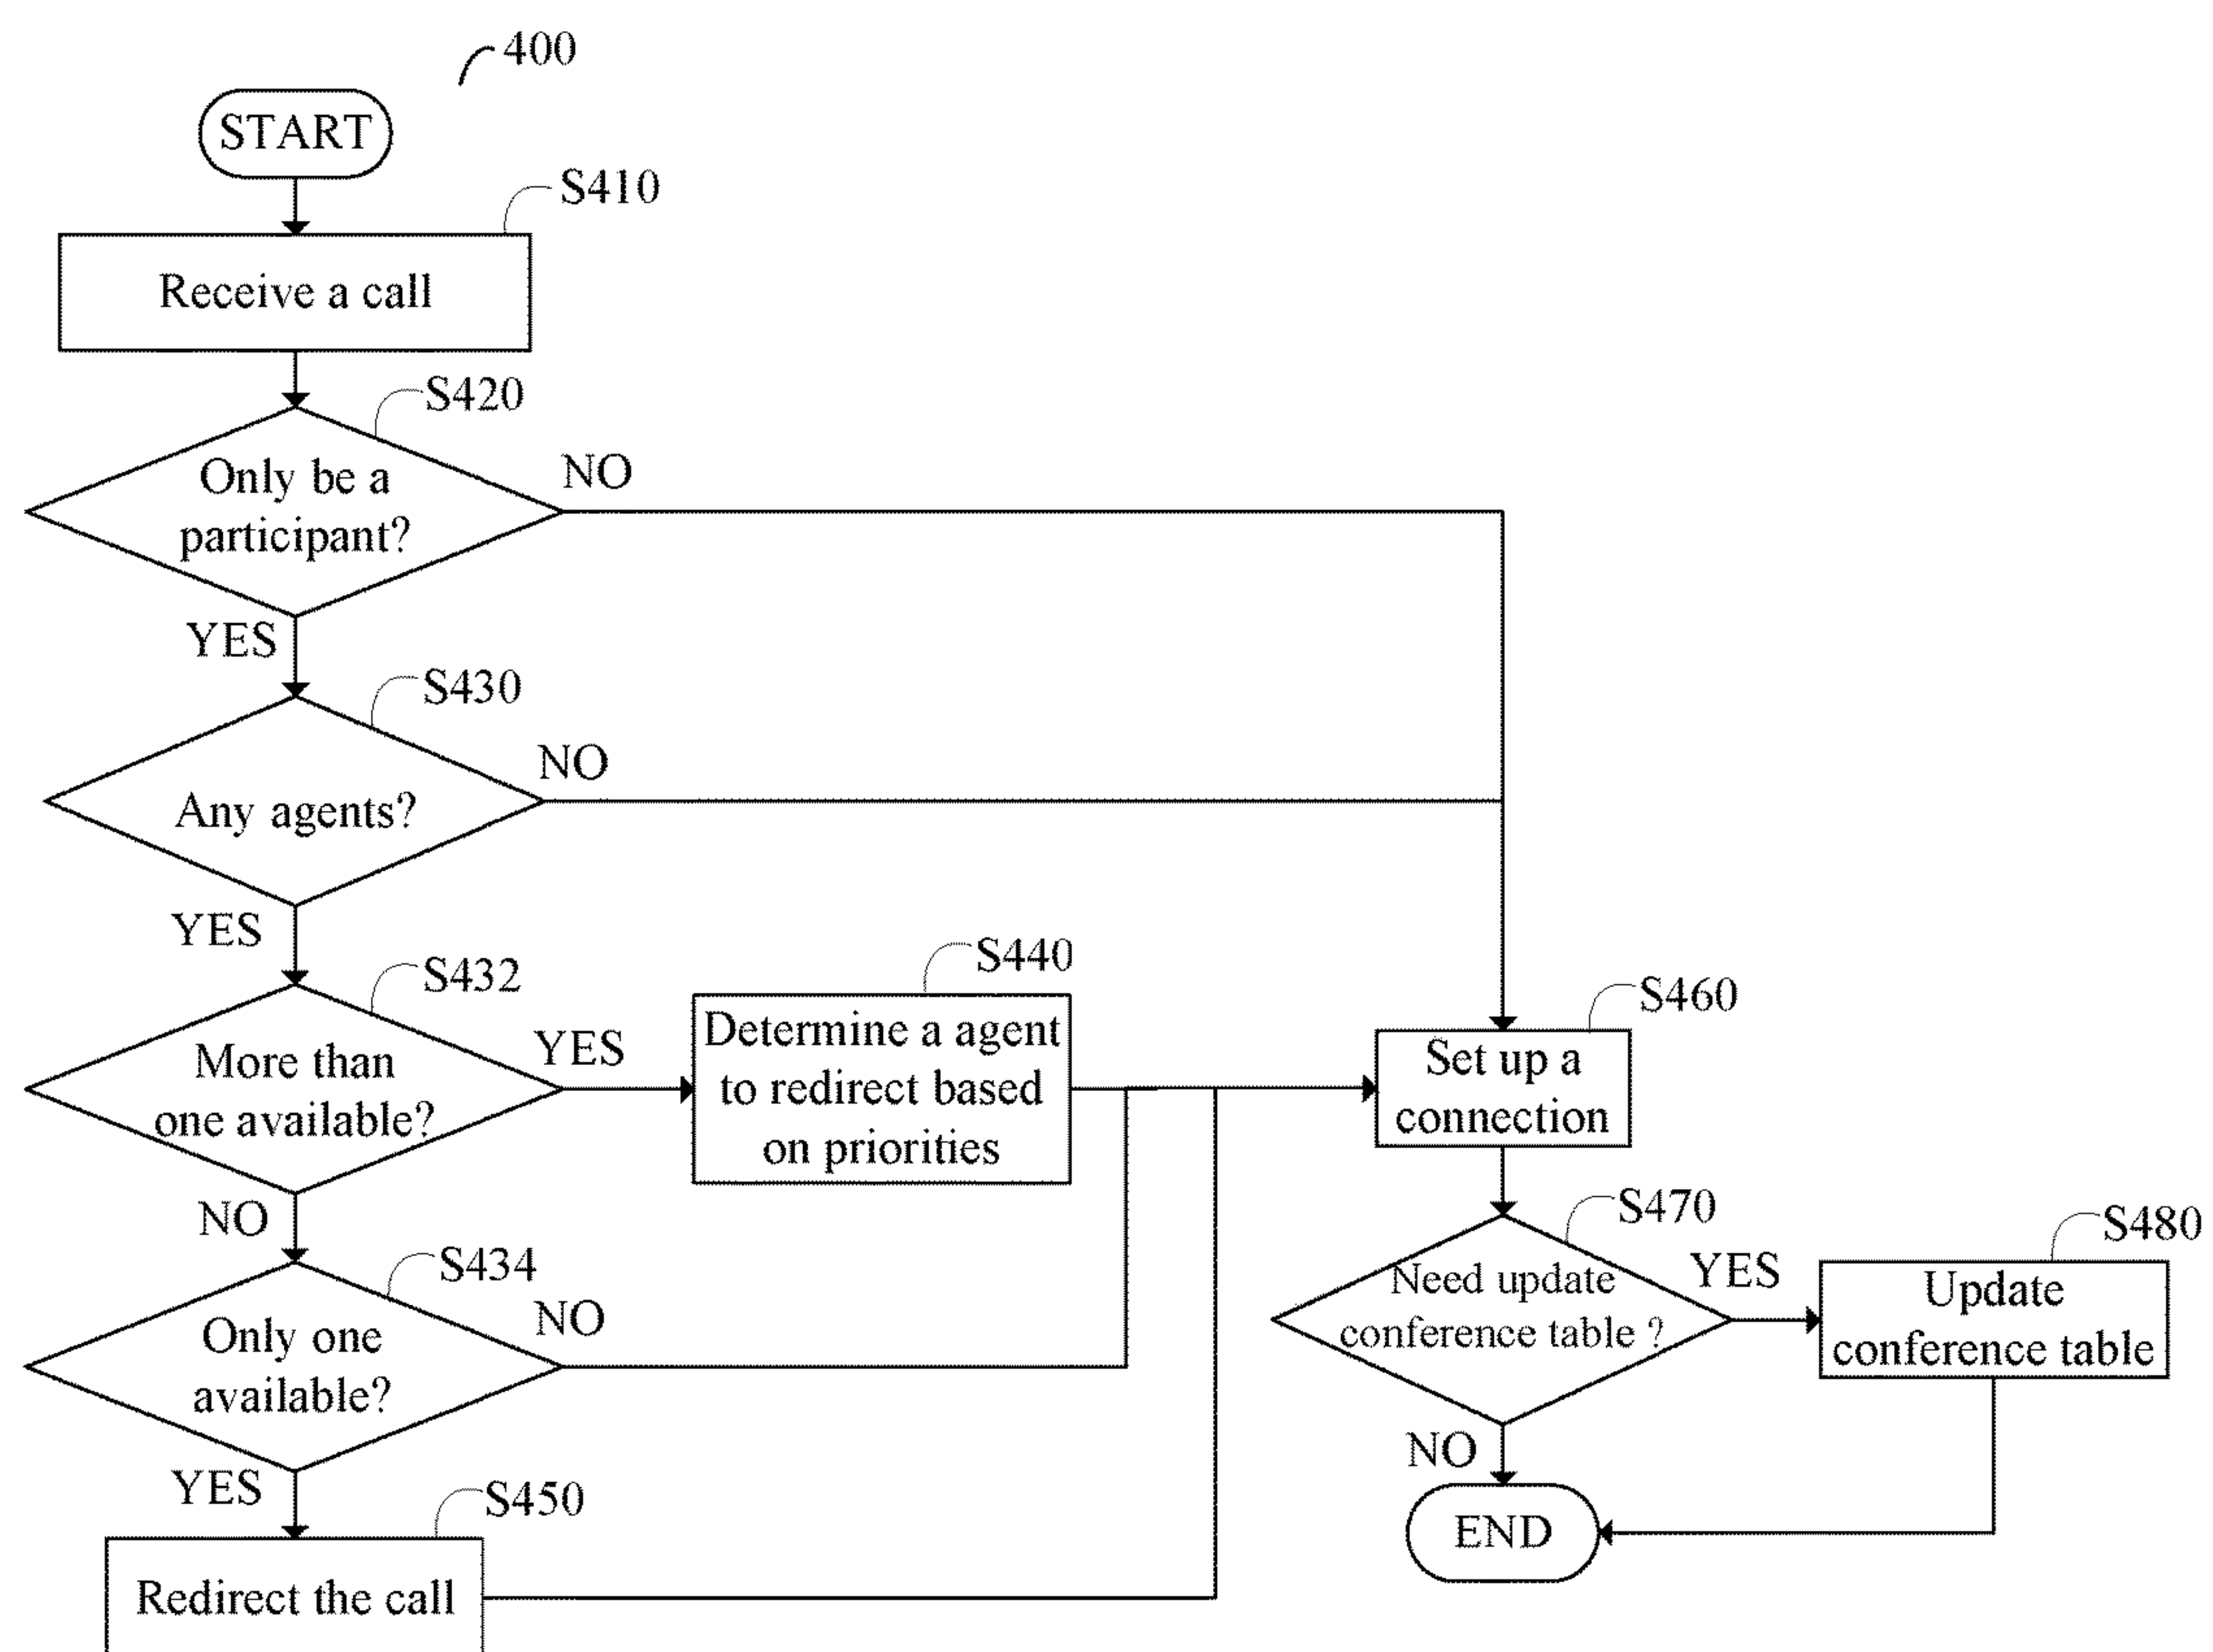 400
START
S410
Receive a call
S420
Only be a
participant?
NO
YES
S430
Any agents?
NO
YES
S432
More than
one available?
YES
NO
S440
Determine a agent
to redirect based
on priorities
S434
Only one
available?
NO
YES
S450
Redirect the call
S460
Set up a
connection
S470
Need update
conference table ?
YES
NO
S480
Update
conference table
END